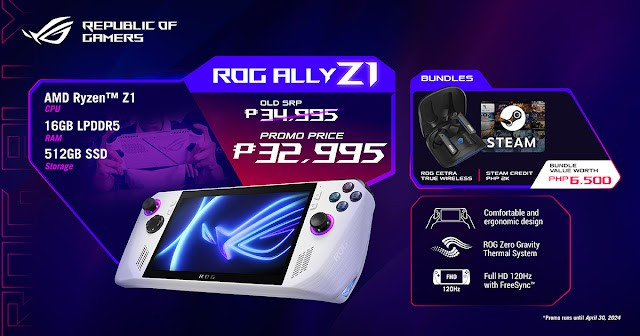 REPUBLIC OF
GAMERS
ROG ALLY Z1
AMD Ryzen™ Z1
CPU
16GB LPDDR5
RAM
512GB SSD
Storage
OLD SRP
₱34,995
PROMO PRICE
₱32,995
BUNDLES
STEAM
ROG CETRA
TRUE WIRELESS
STEAM CREDIT
PHP 2K
BUNDLE
VALUE WORTH
PHP 6,500
Comfortable and
ergonomic design
ROG Zero Gravity
Thermal System
FHD
120Hz
Full HD 120Hz
with FreeSync™
ROG
ROG ALLY
*Promo runs until April 30, 2024